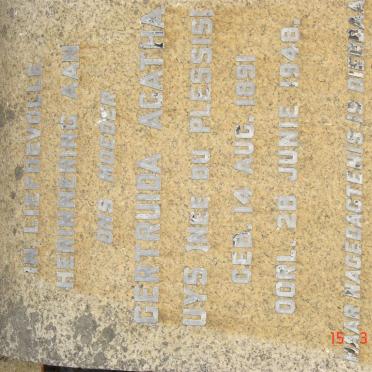 IN LIEFDEVOLLE
HERINNERING AAN
ONS MOEDER
GERTRUIDA AGATHA
UYS (NEE DU PLESSIS)
GEB. 14 AUG. 1891
OORL. 28 JUNIE 1948.
HAAR NAGEDAGTENIS IS DIERBAA
15 3